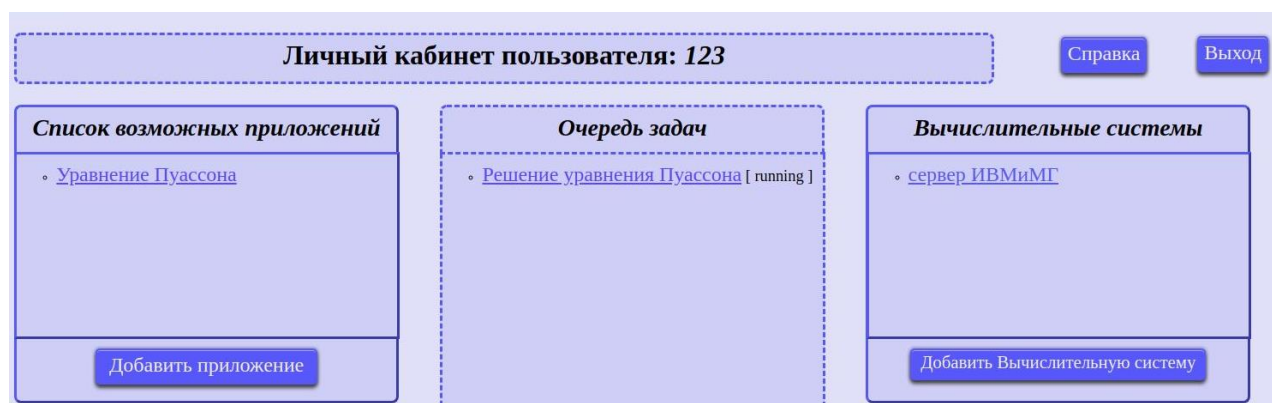 Личный кабинет пользователя: 123
Справка
Выход
Список возможных приложений
Уравнение Пуассона
Добавить приложение
Очередь задач
Решение уравнения Пуассона [ running ]
Вычислительные системы
сервер ИВМиМГ
Добавить Вычислительную систему